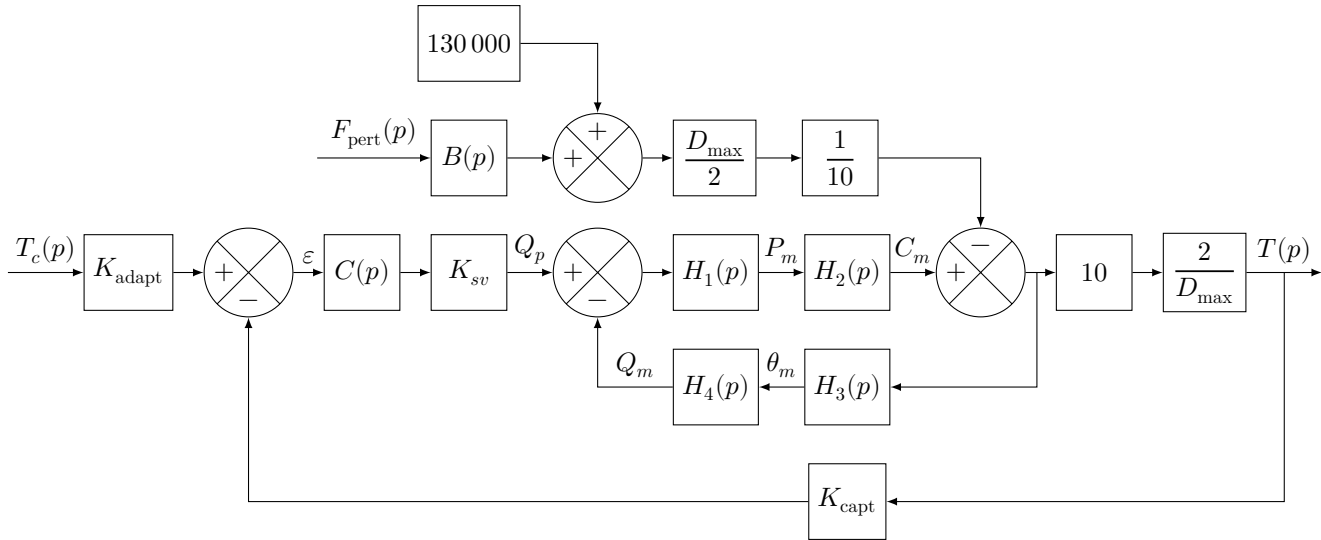 130 000
F_pert(p)
B(p)
+
+
D_max
2
1
10
T_c(p)
K_adapt
+
−
ε
C(p)
K_sv
Q_p
+
−
H_1(p)
P_m
H_2(p)
C_m
−
+
10
2
D_max
T(p)
Q_m
H_4(p)
θ_m
H_3(p)
K_capt